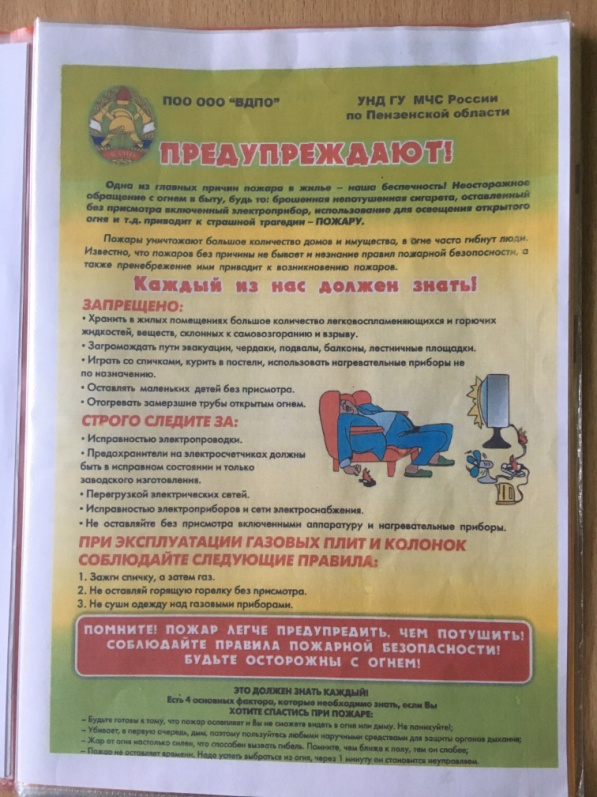 ПОО ООО "ВДПО"
УНД ГУ МЧС России
по Пензенской области
ПРЕДУПРЕЖДАЮТ!
Одна из главных причин пожара в жилье – наша беспечность! Неосторожное
обращение с огнем в быту, будь то: брошенная непотушенная сигарета, оставленный
без присмотра включенный электроприбор, использование для освещения открытого
огня и т.д. приводит к страшной трагедии – ПОЖАРУ.
Пожары уничтожают большое количество домов и имущества, в огне часто гибнут люди.
Известно, что пожаров без причины не бывает и незнание правил пожарной безопасности, а
также пренебрежение ими приводит к возникновению пожаров.
Каждый из нас должен знать!
ЗАПРЕЩЕНО:
• Хранить в жилых помещениях большое количество легковоспламеняющихся и горючих
жидкостей, веществ, склонных к самовозгоранию и взрыву.
• Загромождать пути эвакуации, чердаки, подвалы, балконы, лестничные площадки.
• Играть со спичками, курить в постели, использовать нагревательные приборы не
по назначению.
• Оставлять маленьких детей без присмотра.
• Отогревать замерзшие трубы открытым огнем.
СТРОГО СЛЕДИТЕ ЗА:
• Исправностью электропроводки.
• Предохранители на электросчетчиках должны
быть в исправном состоянии и только
заводского изготовления.
• Перегрузкой электрических сетей.
• Исправностью электроприборов и сети электроснабжения.
• Не оставляйте без присмотра включенными аппаратуру и нагревательные приборы.
ПРИ ЭКСПЛУАТАЦИИ ГАЗОВЫХ ПЛИТ И КОЛОНОК
СОБЛЮДАЙТЕ СЛЕДУЮЩИЕ ПРАВИЛА:
1. Зажги спичку, а затем газ.
2. Не оставляй горящую горелку без присмотра.
3. Не суши одежду над газовыми приборами.
ПОМНИТЕ! ПОЖАР ЛЕГЧЕ ПРЕДУПРЕДИТЬ, ЧЕМ ПОТУШИТЬ!
СОБЛЮДАЙТЕ ПРАВИЛА ПОЖАРНОЙ БЕЗОПАСНОСТИ!
БУДЬТЕ ОСТОРОЖНЫ С ОГНЕМ!
ЭТО ДОЛЖЕН ЗНАТЬ КАЖДЫЙ!
Есть 4 основных фактора, которые необходимо знать, если Вы
ХОТИТЕ СПАСТИСЬ ПРИ ПОЖАРЕ:
– Будьте готовы к тому, что пожар ослепляет и Вы не сможете видеть в огне или дыму. Не паникуйте!;
– Убивает, в первую очередь, дым, поэтому пользуйтесь любыми подручными средствами для защиты органов дыхания;
– Жар от огня настолько силен, что способен вызвать гибель. Помните, чем ближе к полу, тем он слабее;
– Пожар не оставляет времени. Надо успеть выбраться из огня, через 1 минуту он становится неуправляем.